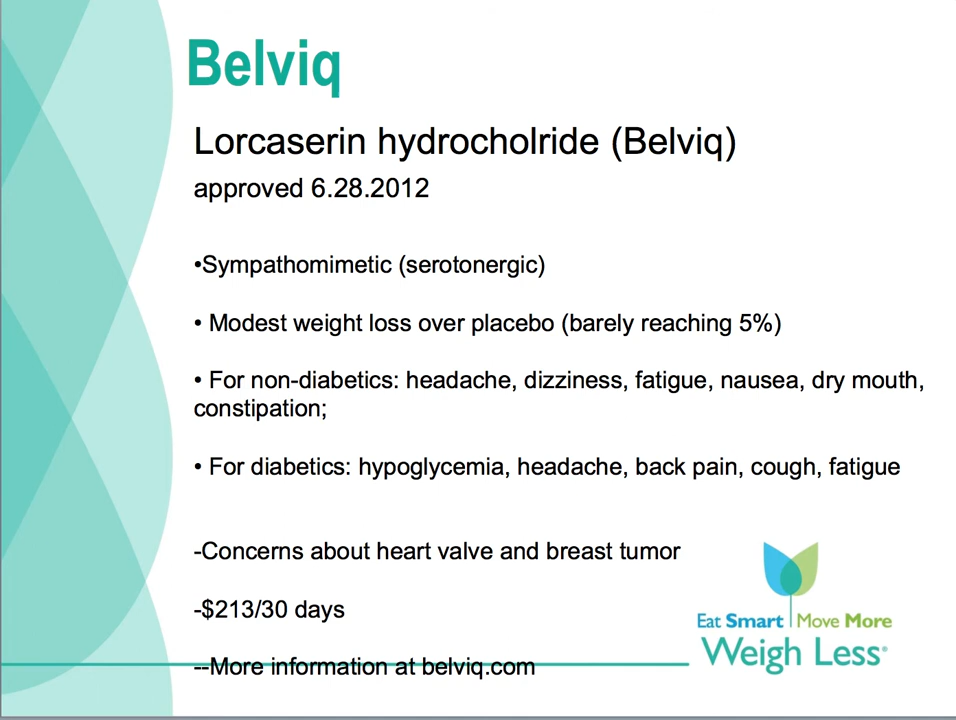 Belviq
Lorcaserin hydrocholride (Belviq)
approved 6.28.2012
•Sympathomimetic (serotonergic)
• Modest weight loss over placebo (barely reaching 5%)
• For non-diabetics: headache, dizziness, fatigue, nausea, dry mouth,
constipation;
• For diabetics: hypoglycemia, headache, back pain, cough, fatigue
-Concerns about heart valve and breast tumor
-$213/30 days
--More information at belviq.com
Eat Smart | Move More
Weigh Less®